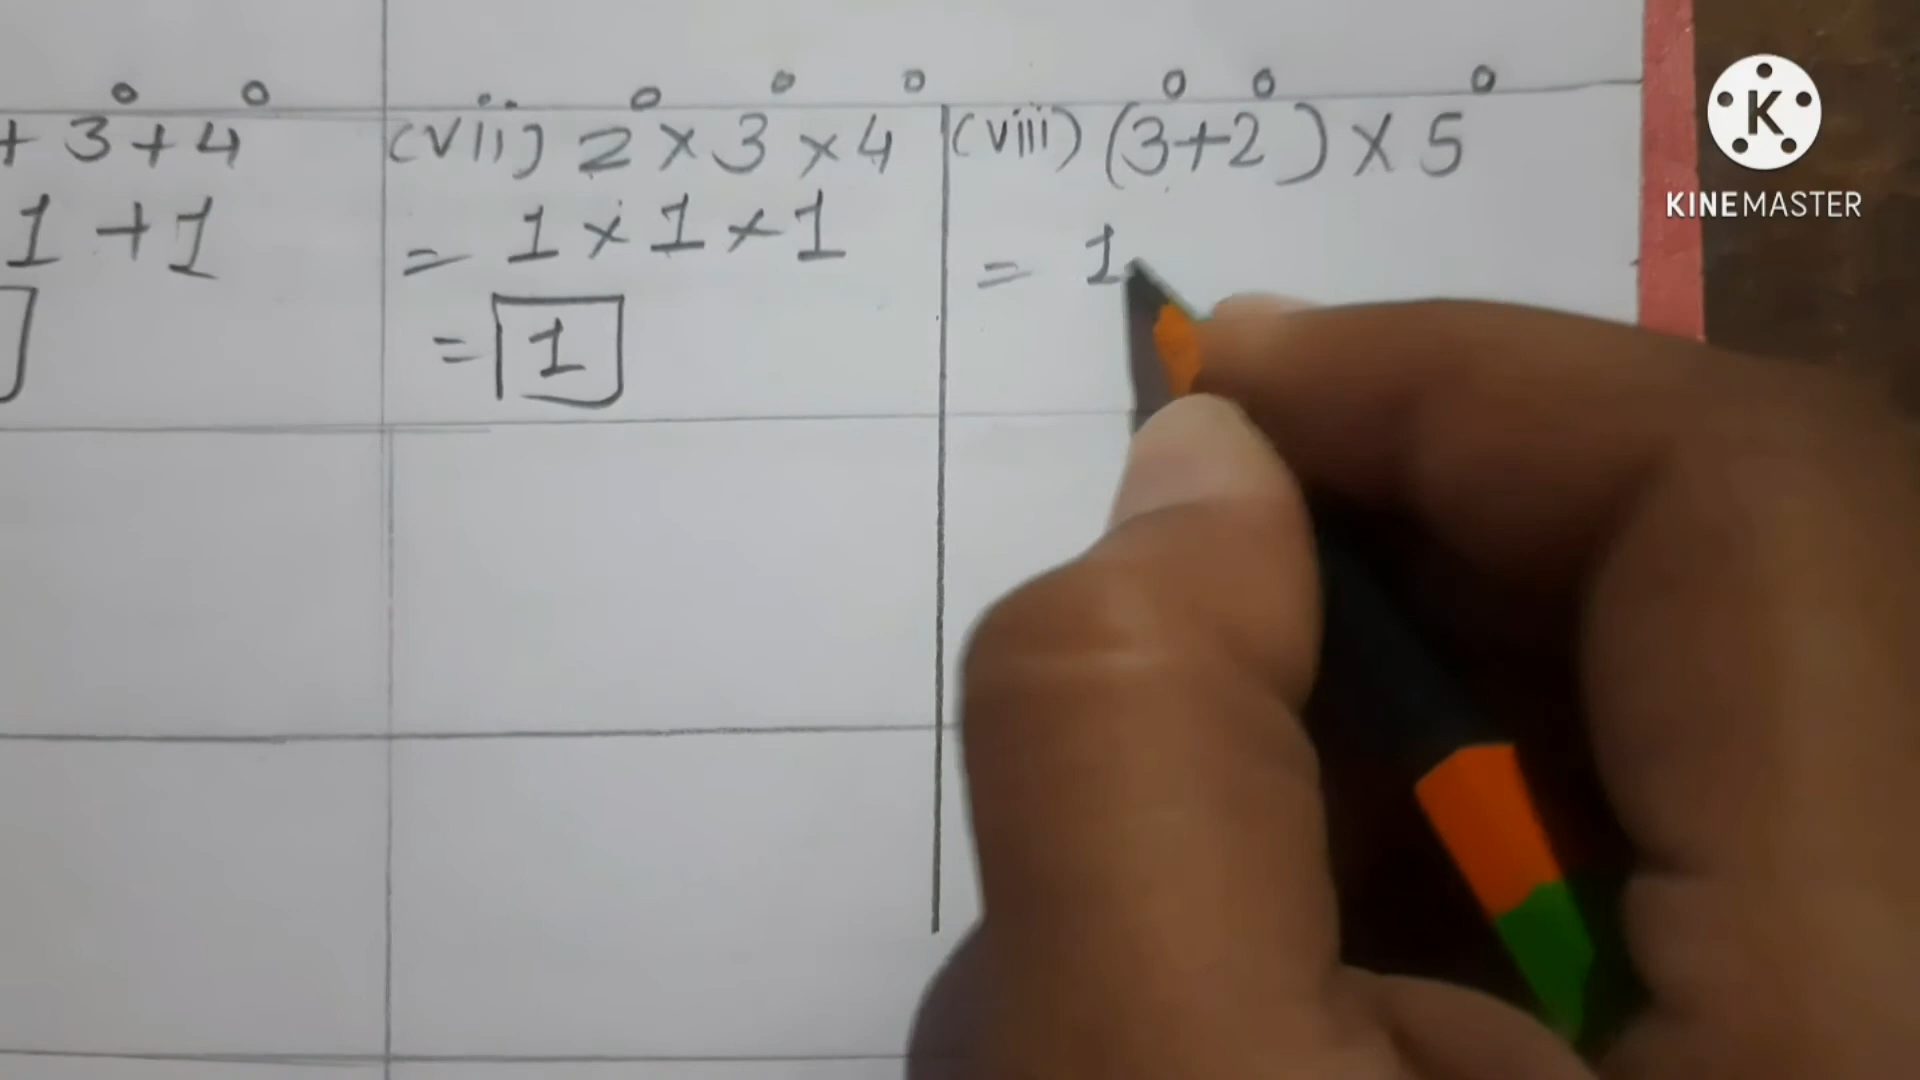 + 3⁰ + 4⁰
1 + 1
(vii) 2⁰ × 3⁰ × 4⁰
= 1 × 1 × 1
= 1
(viii) (3⁰+2⁰) × 5⁰
= 1
K
KINEMASTER